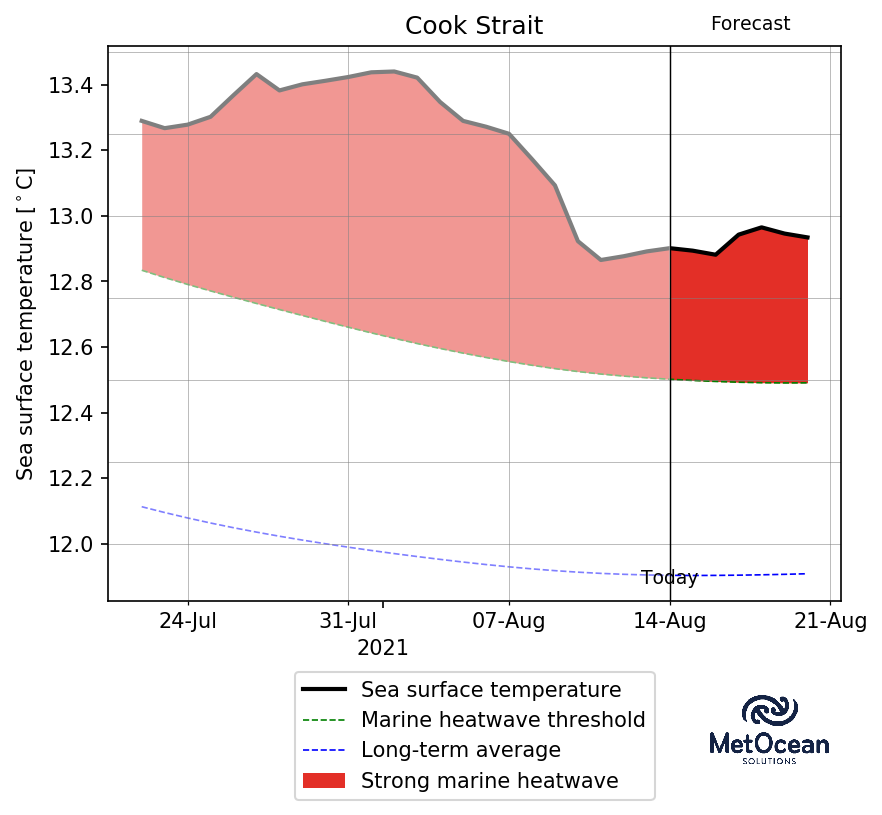 Cook Strait
Forecast
Sea surface temperature [°C]
13.4
13.2
13.0
12.8
12.6
12.4
12.2
12.0
Today
24-Jul 31-Jul 07-Aug 14-Aug 21-Aug
2021
Sea surface temperature
Marine heatwave threshold
Long-term average
Strong marine heatwave
MetOcean
SOLUTIONS